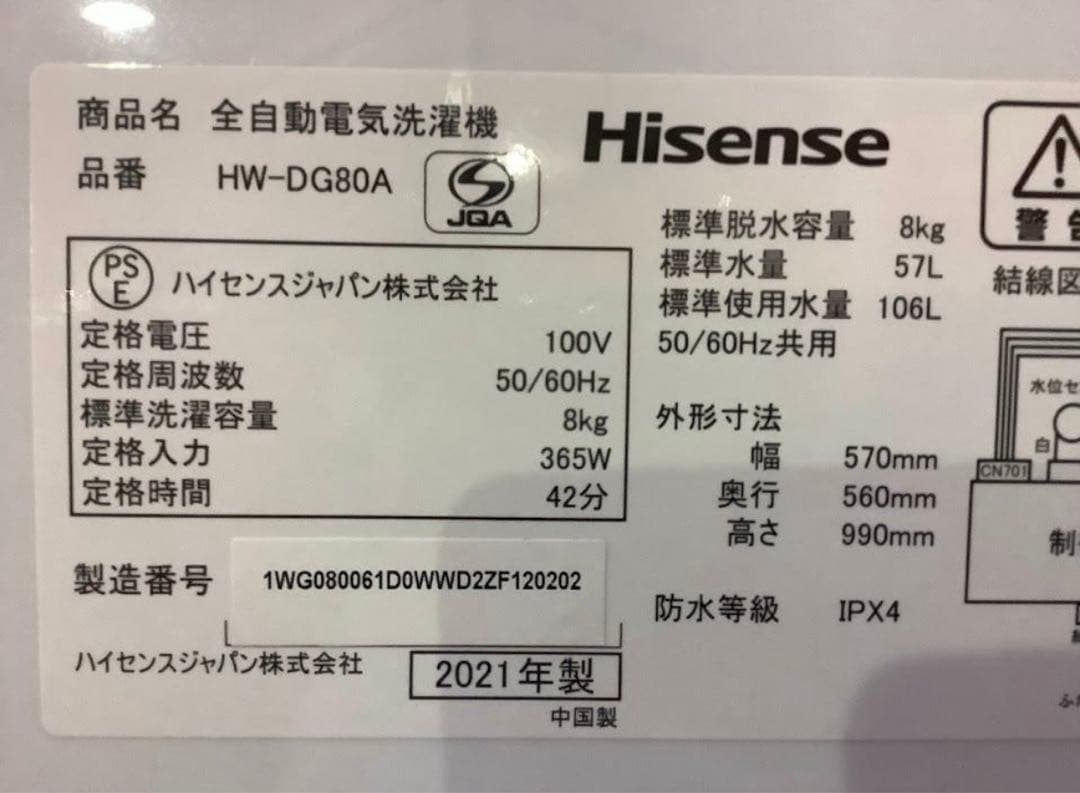 商品名 全自動電気洗濯機
品番 HW-DG80A
JQA
Hisense
PS
E
ハイセンスジャパン株式会社
定格電圧 100V
定格周波数 50/60Hz
標準洗濯容量 8kg
定格入力 365W
定格時間 42分
製造番号 1WG080061D0WWD2ZF120202
ハイセンスジャパン株式会社
2021年製
中国製
標準脱水容量 8kg
標準水量 57L
標準使用水量 106L
50/60Hz共用
外形寸法
幅 570mm
奥行 560mm
高さ 990mm
防水等級 IPX4
警告
結線図
水位セ
白
CN701
制